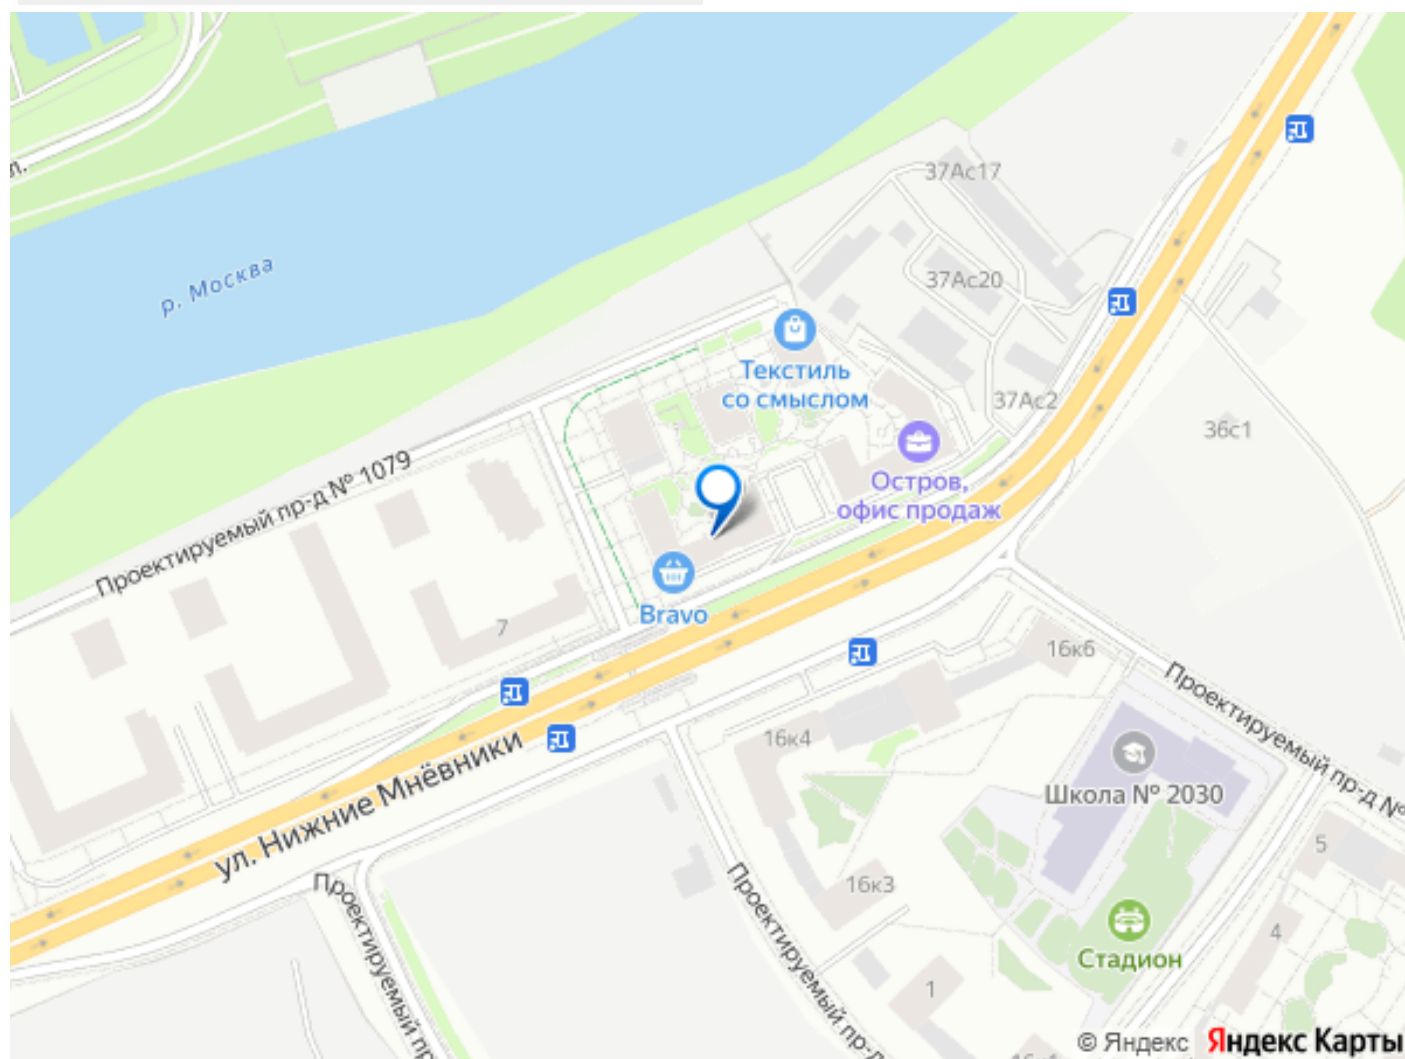 л.
р. Москва
37Ас17
37Ас20
Текстиль
со смыслом
37Ас2
36с1
Остров,
офис продаж
Проектируемый пр-д № 1079
Bravo
7
16к6
Проектируемый пр-д №
16к4
ул. Нижние Мнёвники
Школа № 2030
5
16к3
Проектируемый пр-д
Проектируемый пр
4
Стадион
1
© Яндекс Яндекс Карты